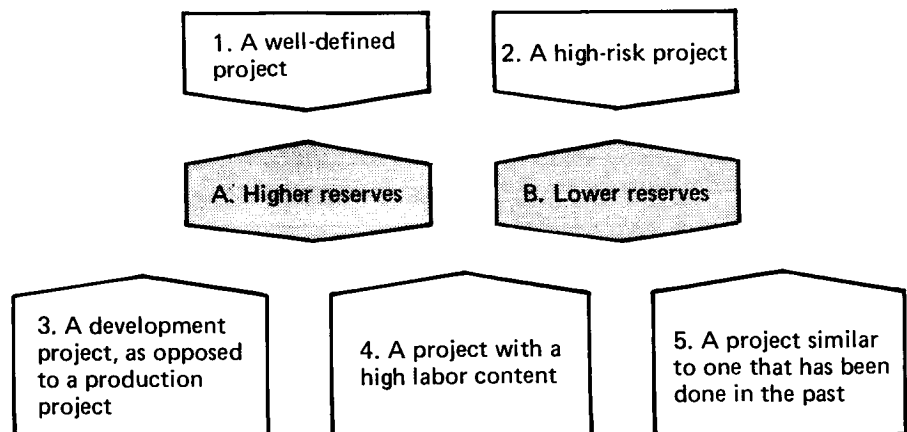 1. A well-defined
project
2. A high-risk project
A. Higher reserves
B. Lower reserves
3. A development
project, as opposed
to a production
project
4. A project with a
high labor content
5. A project similar
to one that has been
done in the past